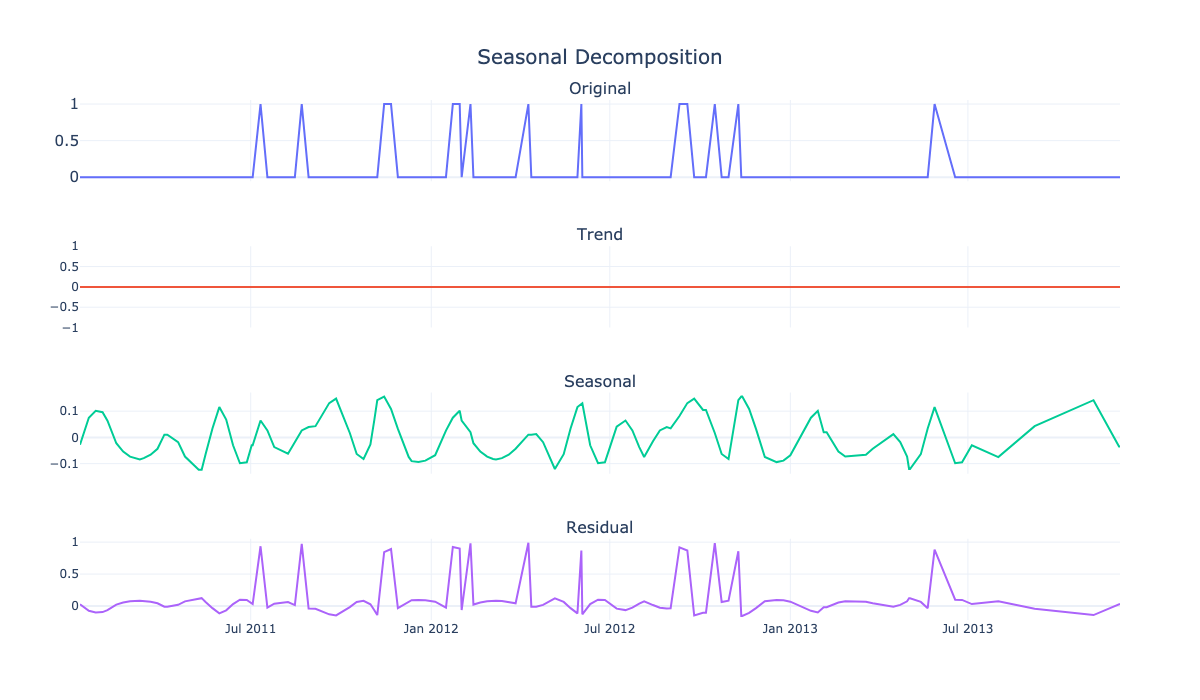 Seasonal Decomposition
Original
1
0.5
0
Trend
1
0.5
0
−0.5
−1
Seasonal
0.1
0
−0.1
Residual
1
0.5
0
Jul 2011 Jan 2012 Jul 2012 Jan 2013 Jul 2013